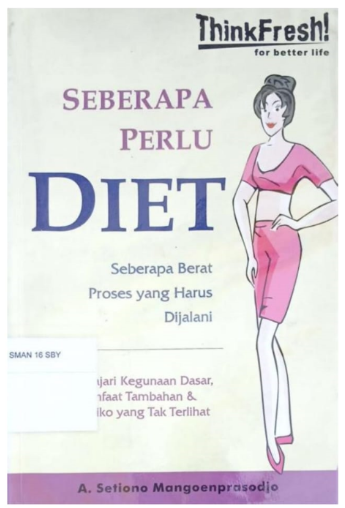 ThinkFresh!
for better life
SEBERAPA
PERLU
DIET
Seberapa Berat
Proses yang Harus
Dijalani
SMAN 16 SBY
Kegunaan Dasar,
Tambahan &
yang Tak Terlihat
A. Setiono Mangoenprasodjo